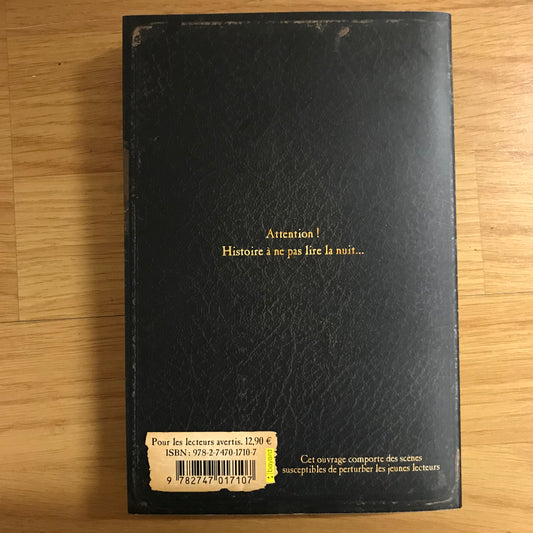 Attention !
Histoire à ne pas lire la nuit...
Pour les lecteurs avertis. 12,90 €
ISBN : 978-2-7470-1710-7
9 782747 017107
bayard
Cet ouvrage comporte des scènes
susceptibles de perturber les jeunes lecteurs